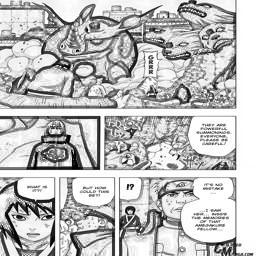 GRRR
THEY ARE
POWERFUL
SUMMONINGS.
EVERYONE,
PLEASE BE
CAREFUL!
WHAT IS
IT?!
BUT HOW
COULD THIS
BE?!
!?
IT'S NO
MISTAKE!
I SAW
HER... INSIDE
THE MEMORIES
OF THAT
AMEGAKURE
FELLOW...